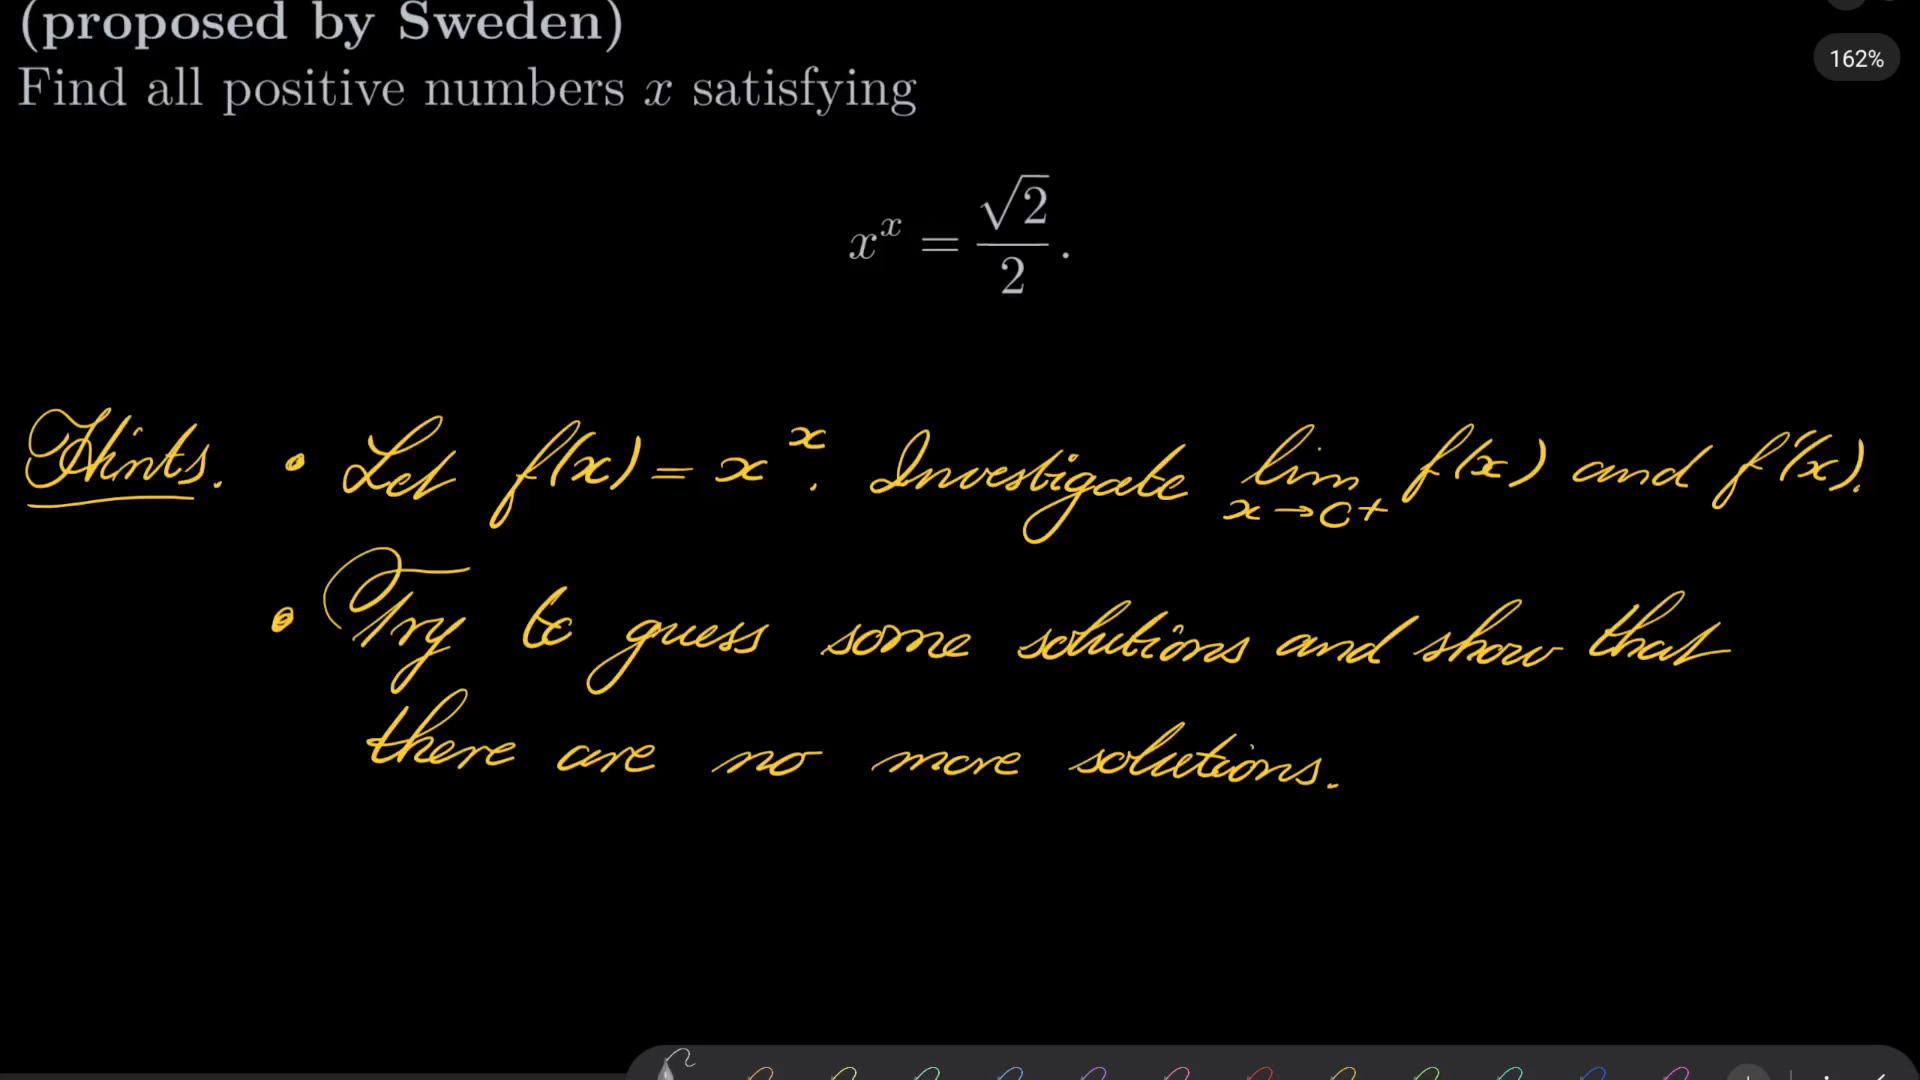 (proposed by Sweden)
162%
Find all positive numbers x satisfying
x^x = √2/2.
Hints. • Let f(x) = x^x. Investigate lim_{x→0+} f(x) and f'(x).
• Try to guess some solutions and show that
there are no more solutions.